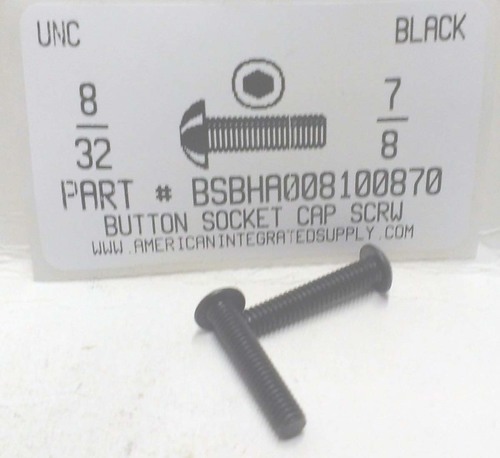 UNC BLACK
8 7
32 8
PART # BSBHA008100870
BUTTON SOCKET CAP SCRW
WWW.AMERICANINTEGRATEDSUPPLY.COM